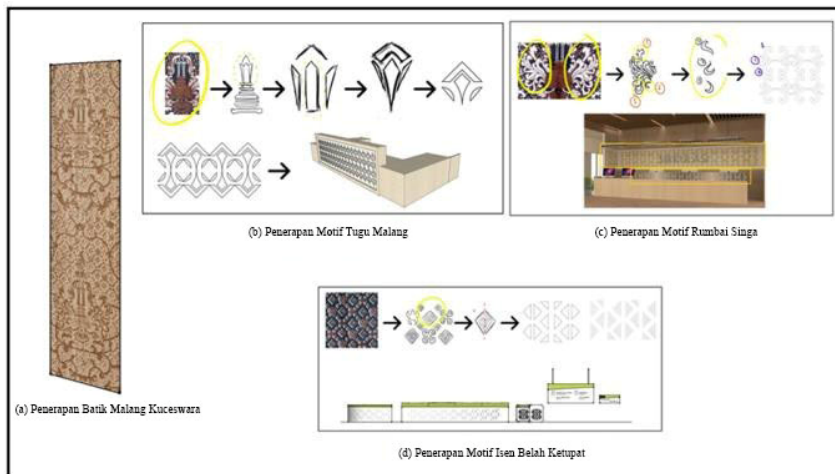 (b) Penerapan Motif Tugu Malang
(c) Penerapan Motif Rumbai Singa
(a) Penerapan Batik Malang Kuceswara
(d) Penerapan Motif Isen Belah Ketupat